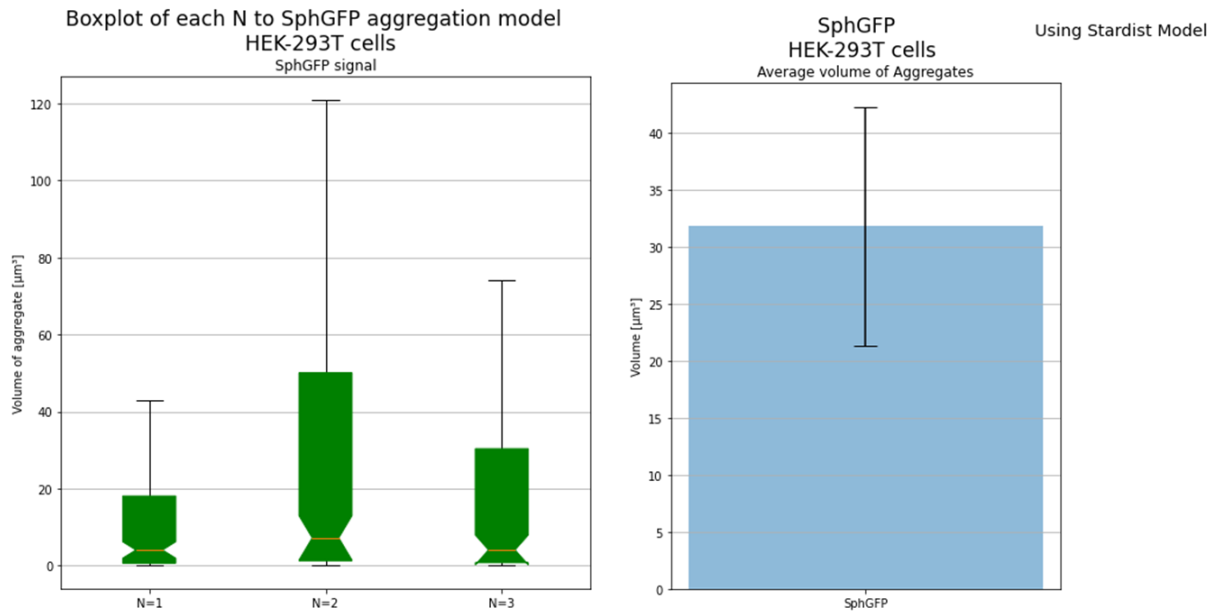 Boxplot of each N to SphGFP aggregation model
HEK-293T cells
SphGFP signal
Volume of aggregate [µm³]
120
100
80
60
40
20
0
N=1
N=2
N=3
SphGFP
HEK-293T cells
Average volume of Aggregates
Using Stardist Model
Volume [µm³]
40
35
30
25
20
15
10
5
0
SphGFP